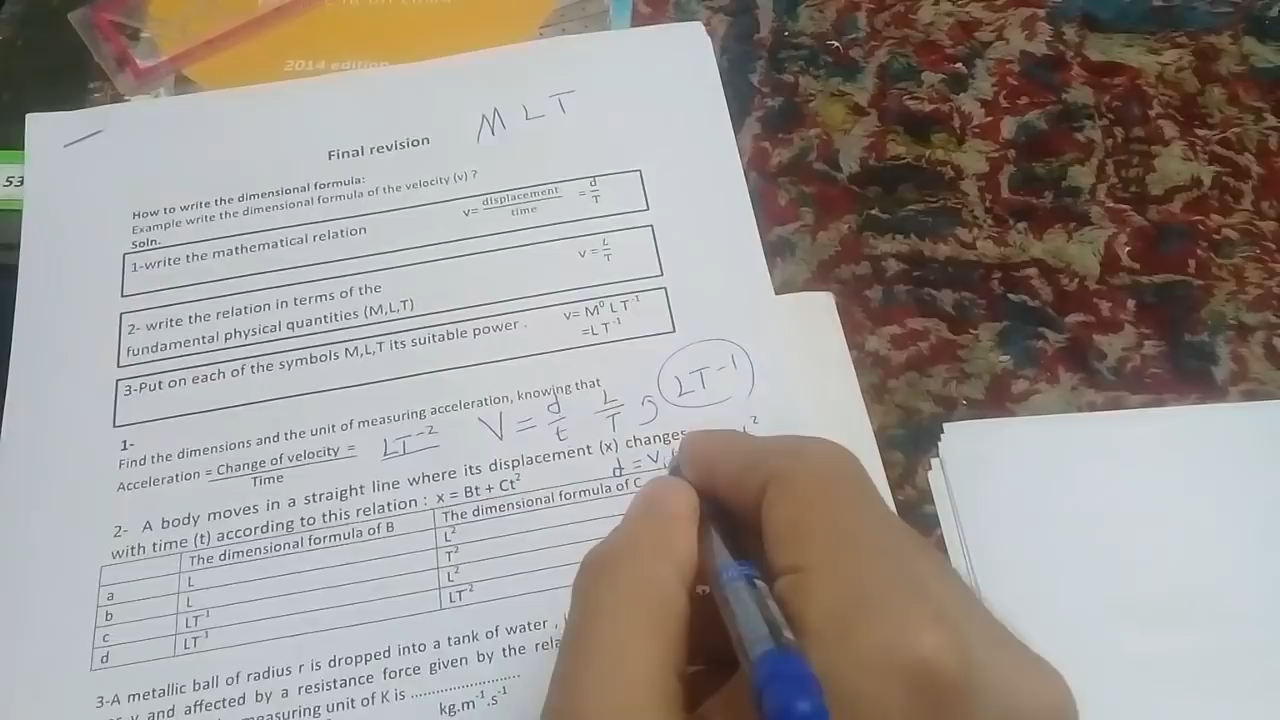 2014 edition
53
M L T
Final revision
How to write the dimensional formula:
Example write the dimensional formula of the velocity (v) ?
Soln.
1-write the mathematical relation
v= displacement / time = d / T
2- write the relation in terms of the
fundamental physical quantities (M,L,T)
v = L / T
3-Put on each of the symbols M,L,T its suitable power .
v= M⁰ L T⁻¹
=L T⁻¹
1-
Find the dimensions and the unit of measuring acceleration, knowing that
Acceleration = Change of velocity / Time = LT⁻²
V = d / t L / T LT⁻¹
2- A body moves in a straight line where its displacement (x) changes
d = V
with time (t) according to this relation : x = Bt + Ct²
The dimensional formula of B The dimensional formula of C
a L L²
b L T²
c LT⁻¹ L²
d LT⁻¹ LT⁻²
3-A metallic ball of radius r is dropped into a tank of water ,
v and affected by a resistance force given by the
measuring unit of K is ........................
kg.m⁻¹.s⁻¹